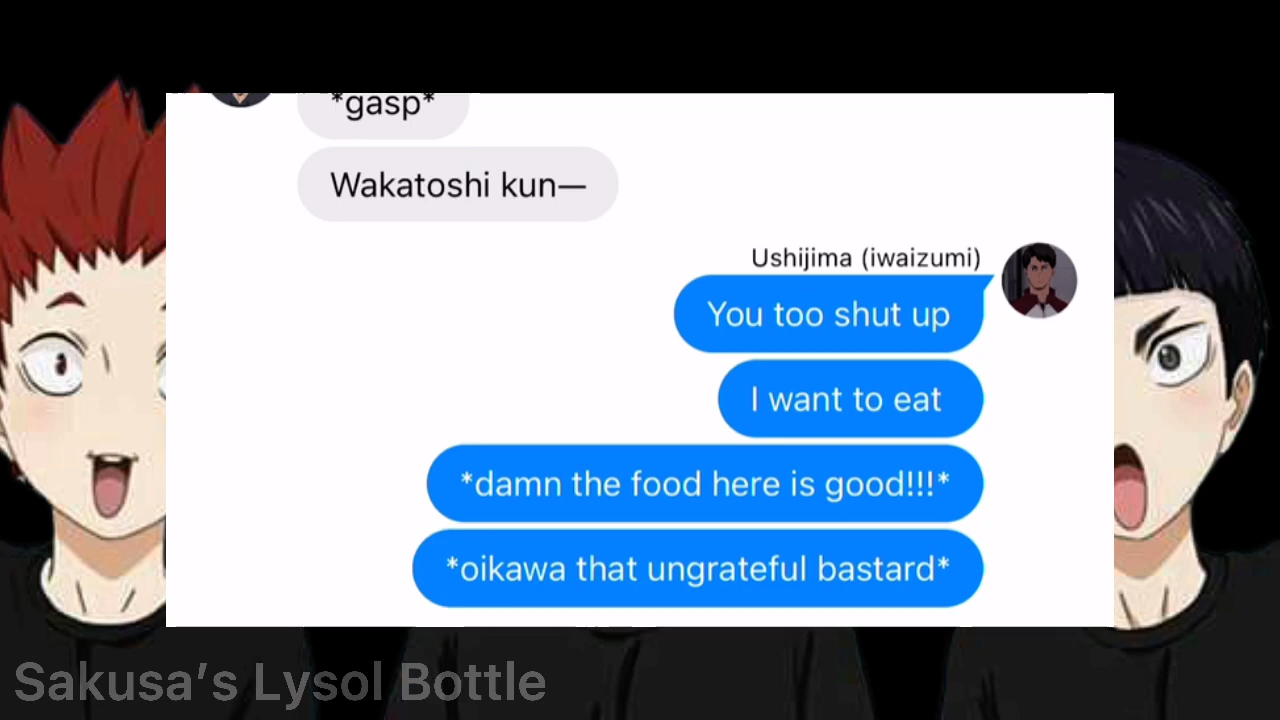 *gasp*
Wakatoshi kun—
Ushijima (iwaizumi)
You too shut up
I want to eat
*damn the food here is good!!!*
*oikawa that ungrateful bastard*
Sakusa’s Lysol Bottle